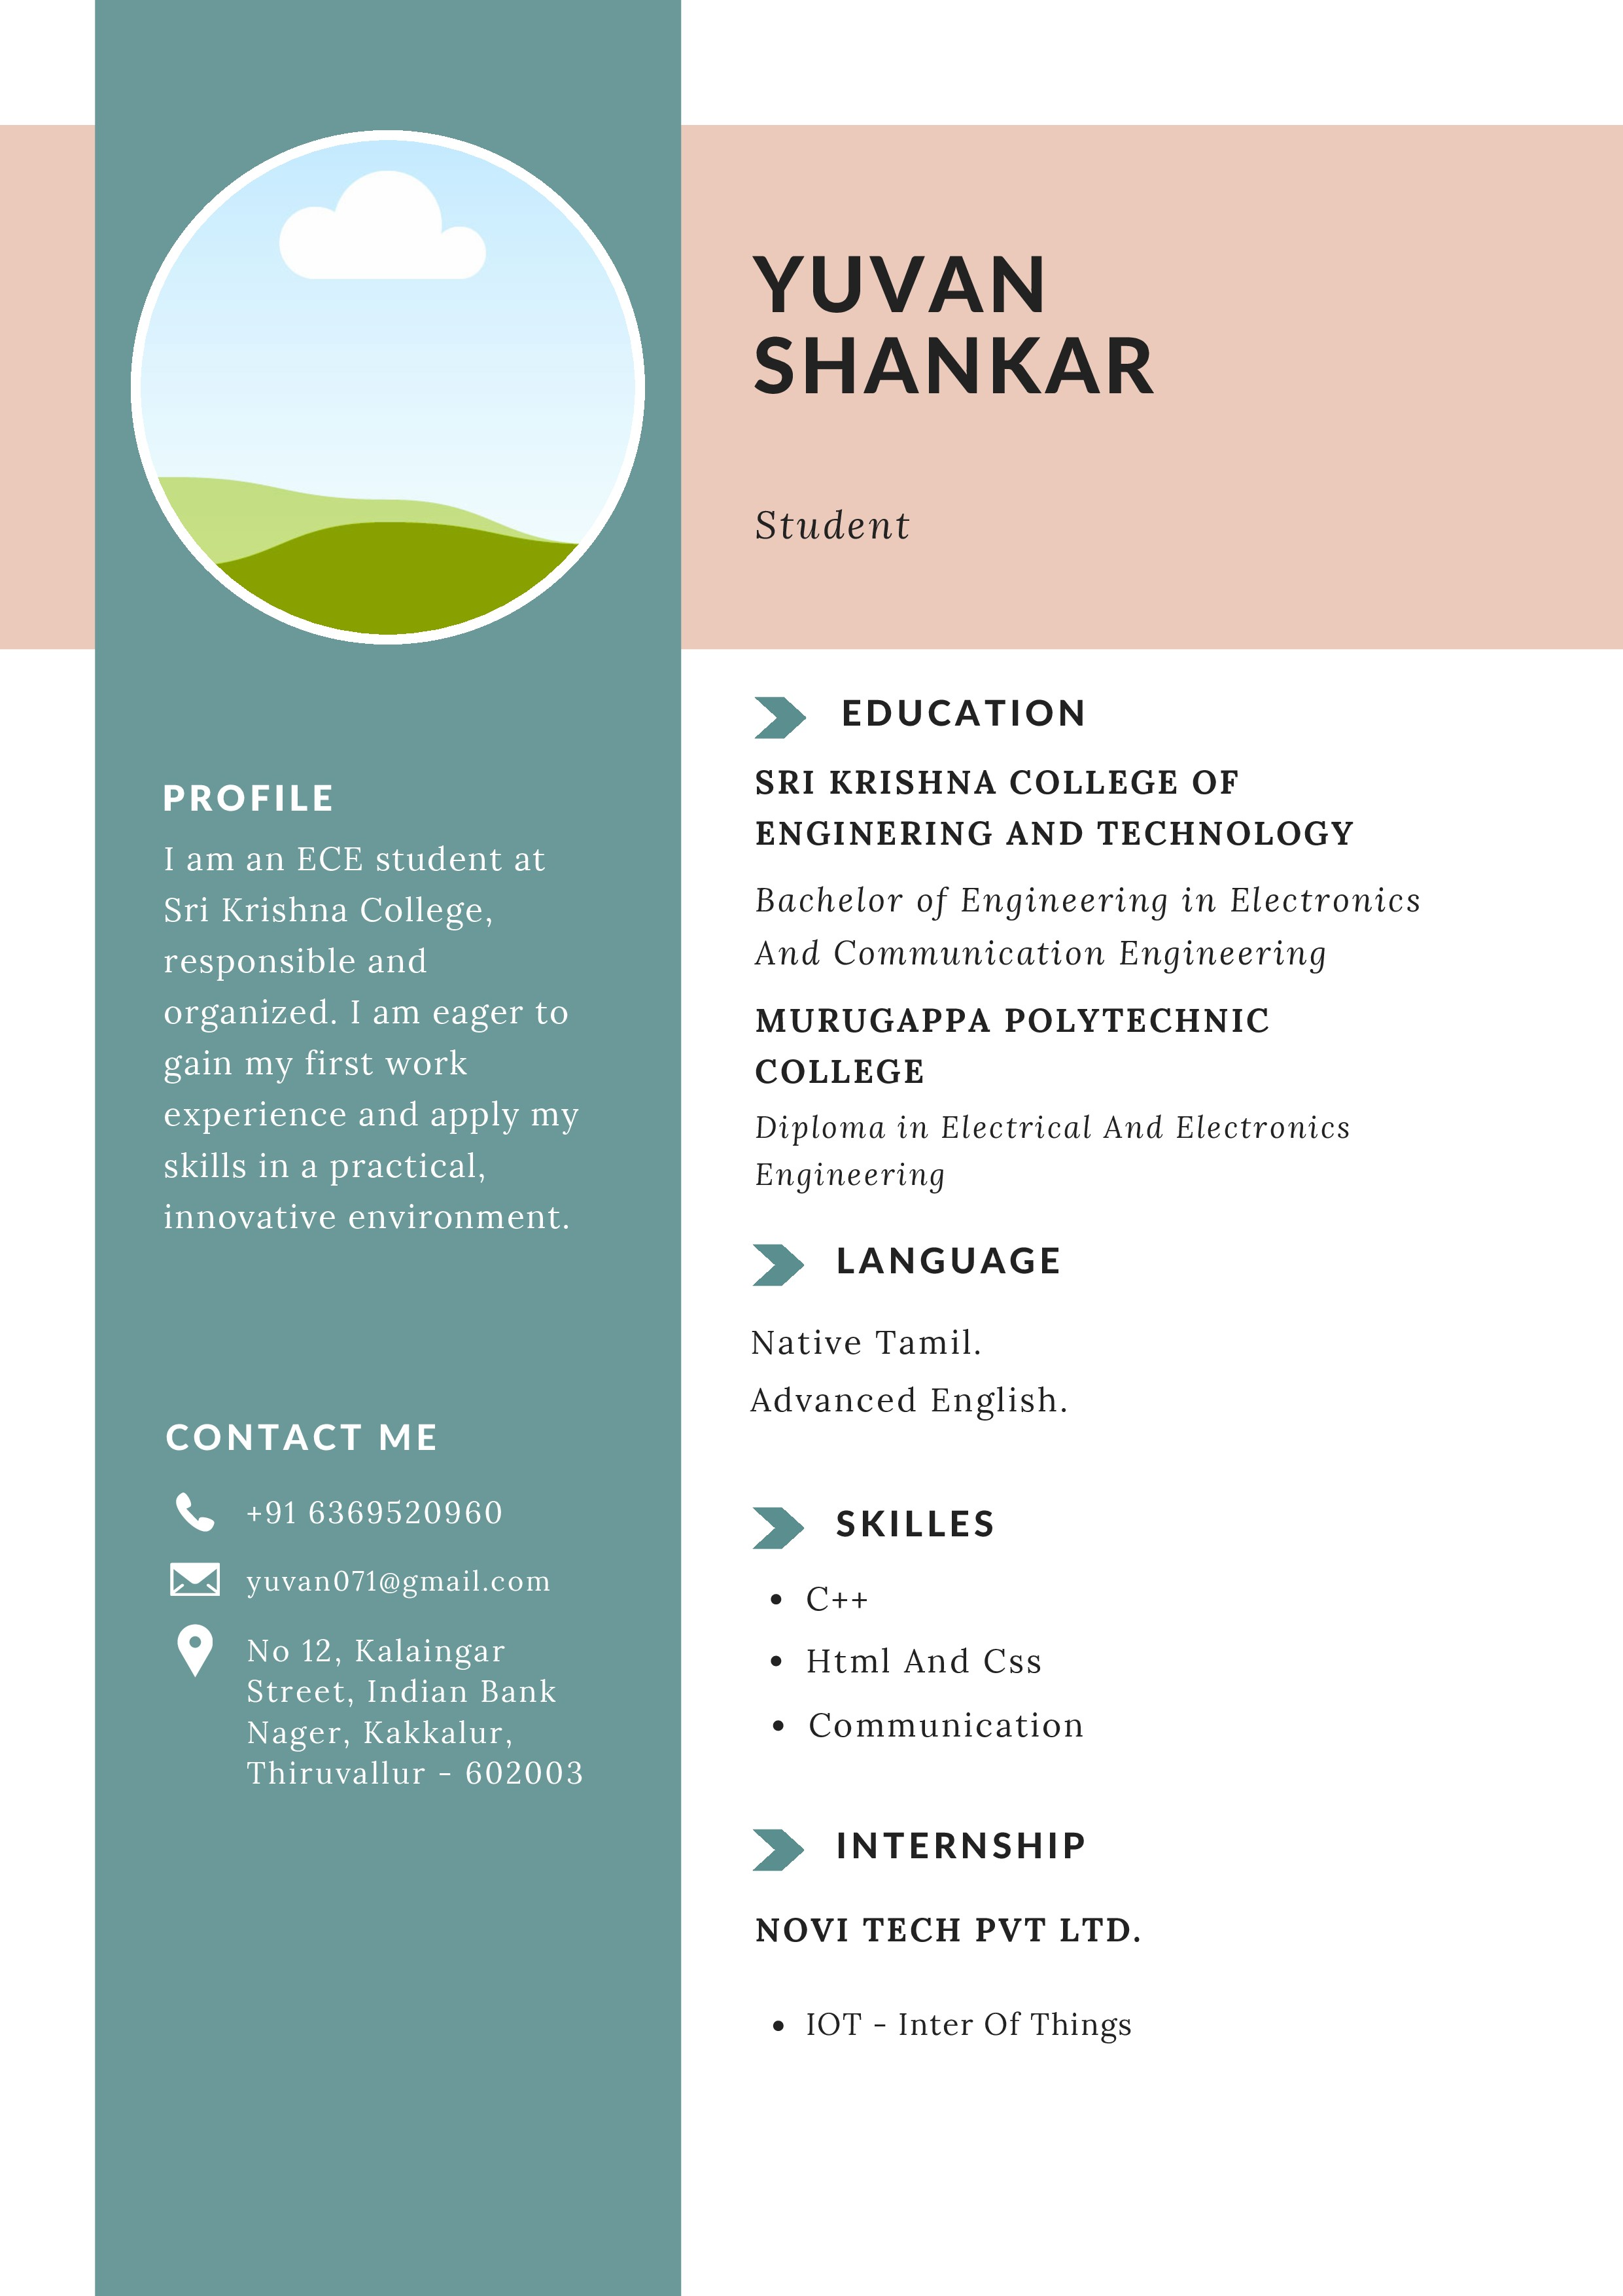 YUVAN
SHANKAR
Student
PROFILE
I am an ECE student at
Sri Krishna College,
responsible and
organized. I am eager to
gain my first work
experience and apply my
skills in a practical,
innovative environment.
CONTACT ME
+91 6369520960
yuvan071@gmail.com
No 12, Kalaingar
Street, Indian Bank
Nager, Kakkalur,
Thiruvallur - 602003
EDUCATION
SRI KRISHNA COLLEGE OF
ENGINERING AND TECHNOLOGY
Bachelor of Engineering in Electronics
And Communication Engineering
MURUGAPPA POLYTECHNIC
COLLEGE
Diploma in Electrical And Electronics
Engineering
LANGUAGE
Native Tamil.
Advanced English.
SKILLES
• C++
• Html And Css
• Communication
INTERNSHIP
NOVI TECH PVT LTD.
• IOT - Inter Of Things